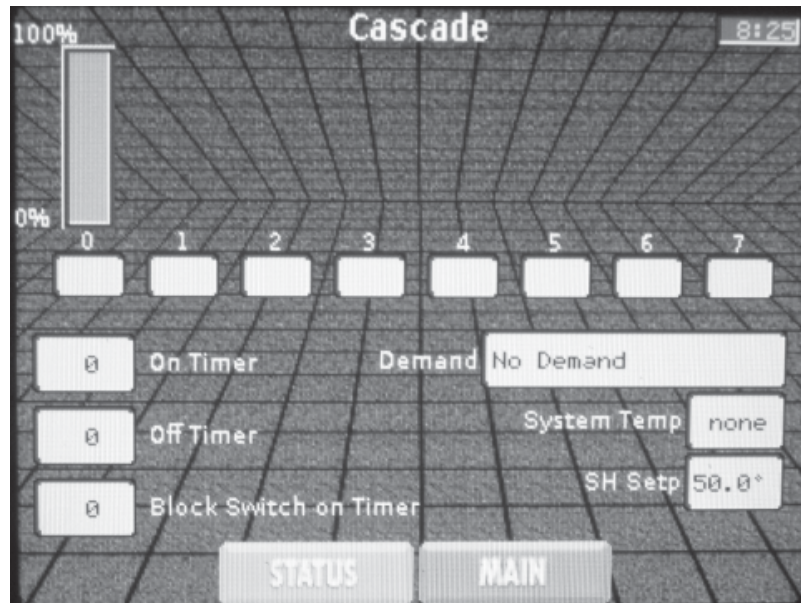 Cascade
8:25
100%
0%
0 1 2 3 4 5 6 7
0 On Timer
Demand No Demand
0 Off Timer
System Temp none
SH Setp 50.0°
0 Block Switch on Timer
STATUS MAIN